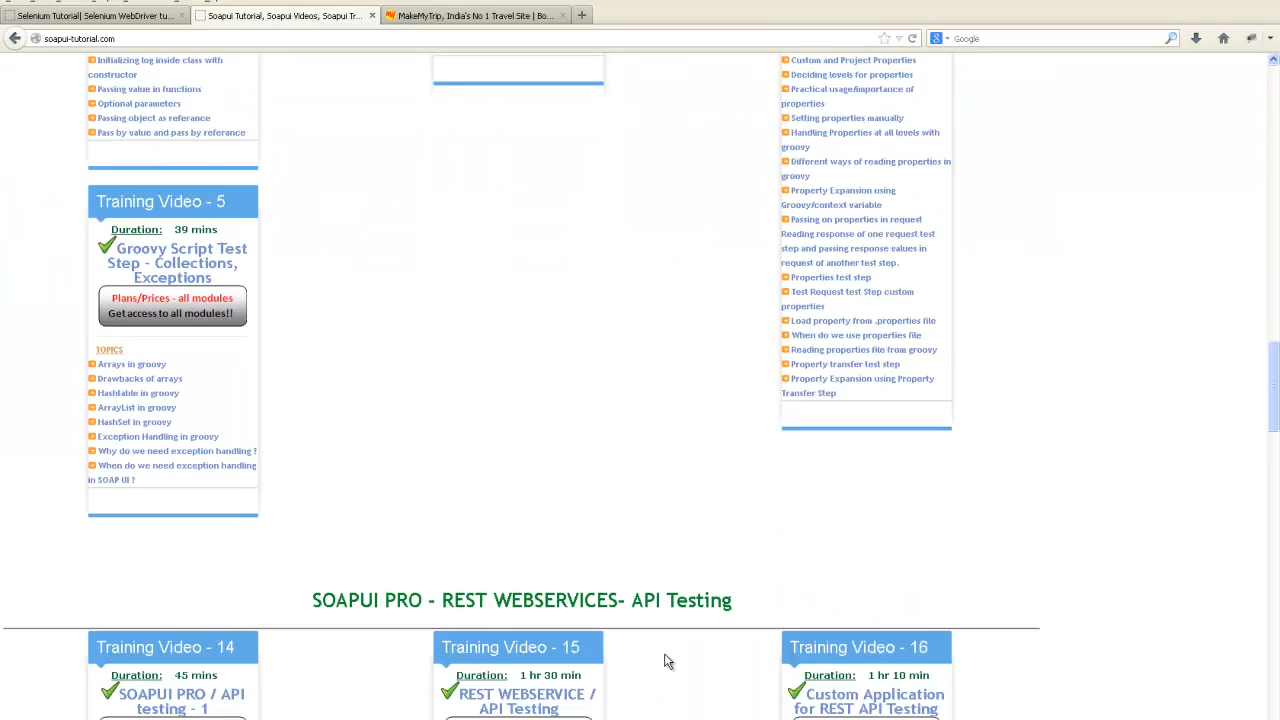 Selenium Tutorial| Selenium WebDriver tu...
Soapui Tutorial, Soapui Videos, Soapui Tr...
MakeMyTrip, India's No 1 Travel Site | Bo...
soapui-tutorial.com
Google
Initializing log inside class with
constructor
Passing value in functions
Optional parameters
Passing object as referance
Pass by value and pass by referance
Training Video - 5
Duration: 39 mins
Groovy Script Test
Step - Collections,
Exceptions
Plans/Prices - all modules
Get access to all modules!!
TOPICS
Arrays in groovy
Drawbacks of arrays
Hashtable in groovy
ArrayList in groovy
HashSet in groovy
Exception Handling in groovy
Why do we need exception handling ?
When do we need exception handling
in SOAP UI ?
Custom and Project Properties
Deciding levels for properties
Practical usage/importance of
properties
Setting properties manually
Handling Properties at all levels with
groovy
Different ways of reading properties in
groovy
Property Expansion using
Groovy/context variable
Passing on properties in request
Reading response of one request test
step and passing response values in
request of another test step.
Properties test step
Test Request test Step custom
properties
Load property from .properties file
When do we use properties file
Reading properties file from groovy
Property transfer test step
Property Expansion using Property
Transfer Step
SOAPUI PRO - REST WEBSERVICES- API Testing
Training Video - 14
Duration: 45 mins
SOAPUI PRO / API
testing - 1
Training Video - 15
Duration: 1 hr 30 min
REST WEBSERVICE /
API Testing
Training Video - 16
Duration: 1 hr 10 min
Custom Application
for REST API Testing